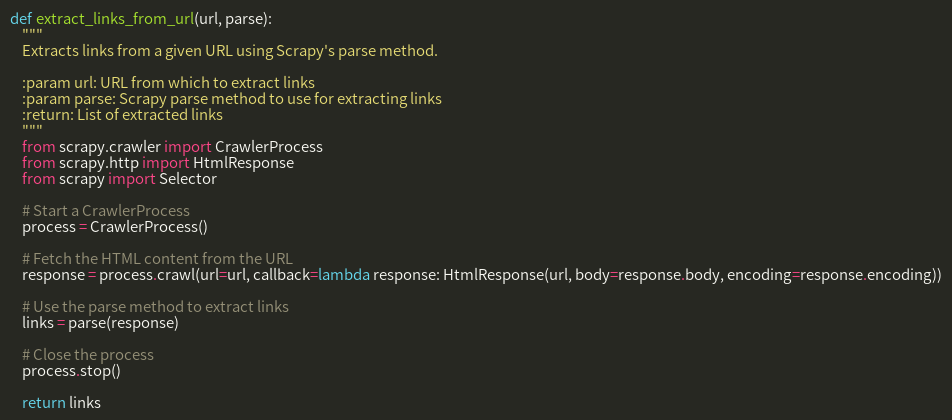 def extract_links_from_url(url, parse):
    """
    Extracts links from a given URL using Scrapy's parse method.

    :param url: URL from which to extract links
    :param parse: Scrapy parse method to use for extracting links
    :return: List of extracted links
    """
    from scrapy.crawler import CrawlerProcess
    from scrapy.http import HtmlResponse
    from scrapy import Selector

    # Start a CrawlerProcess
    process = CrawlerProcess()

    # Fetch the HTML content from the URL
    response = process.crawl(url=url, callback=lambda response: HtmlResponse(url, body=response.body, encoding=response.encoding))

    # Use the parse method to extract links
    links = parse(response)

    # Close the process
    process.stop()

    return links